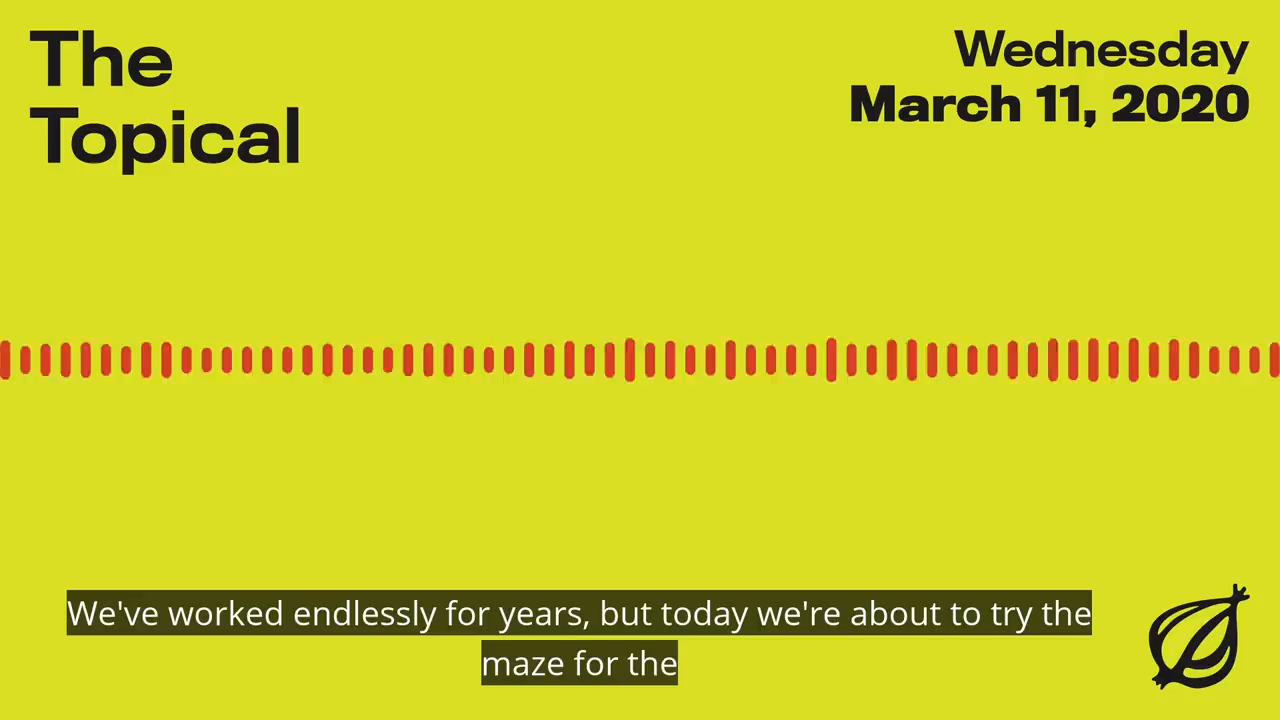 The
Topical
Wednesday
March 11, 2020
We've worked endlessly for years, but today we're about to try the
maze for the